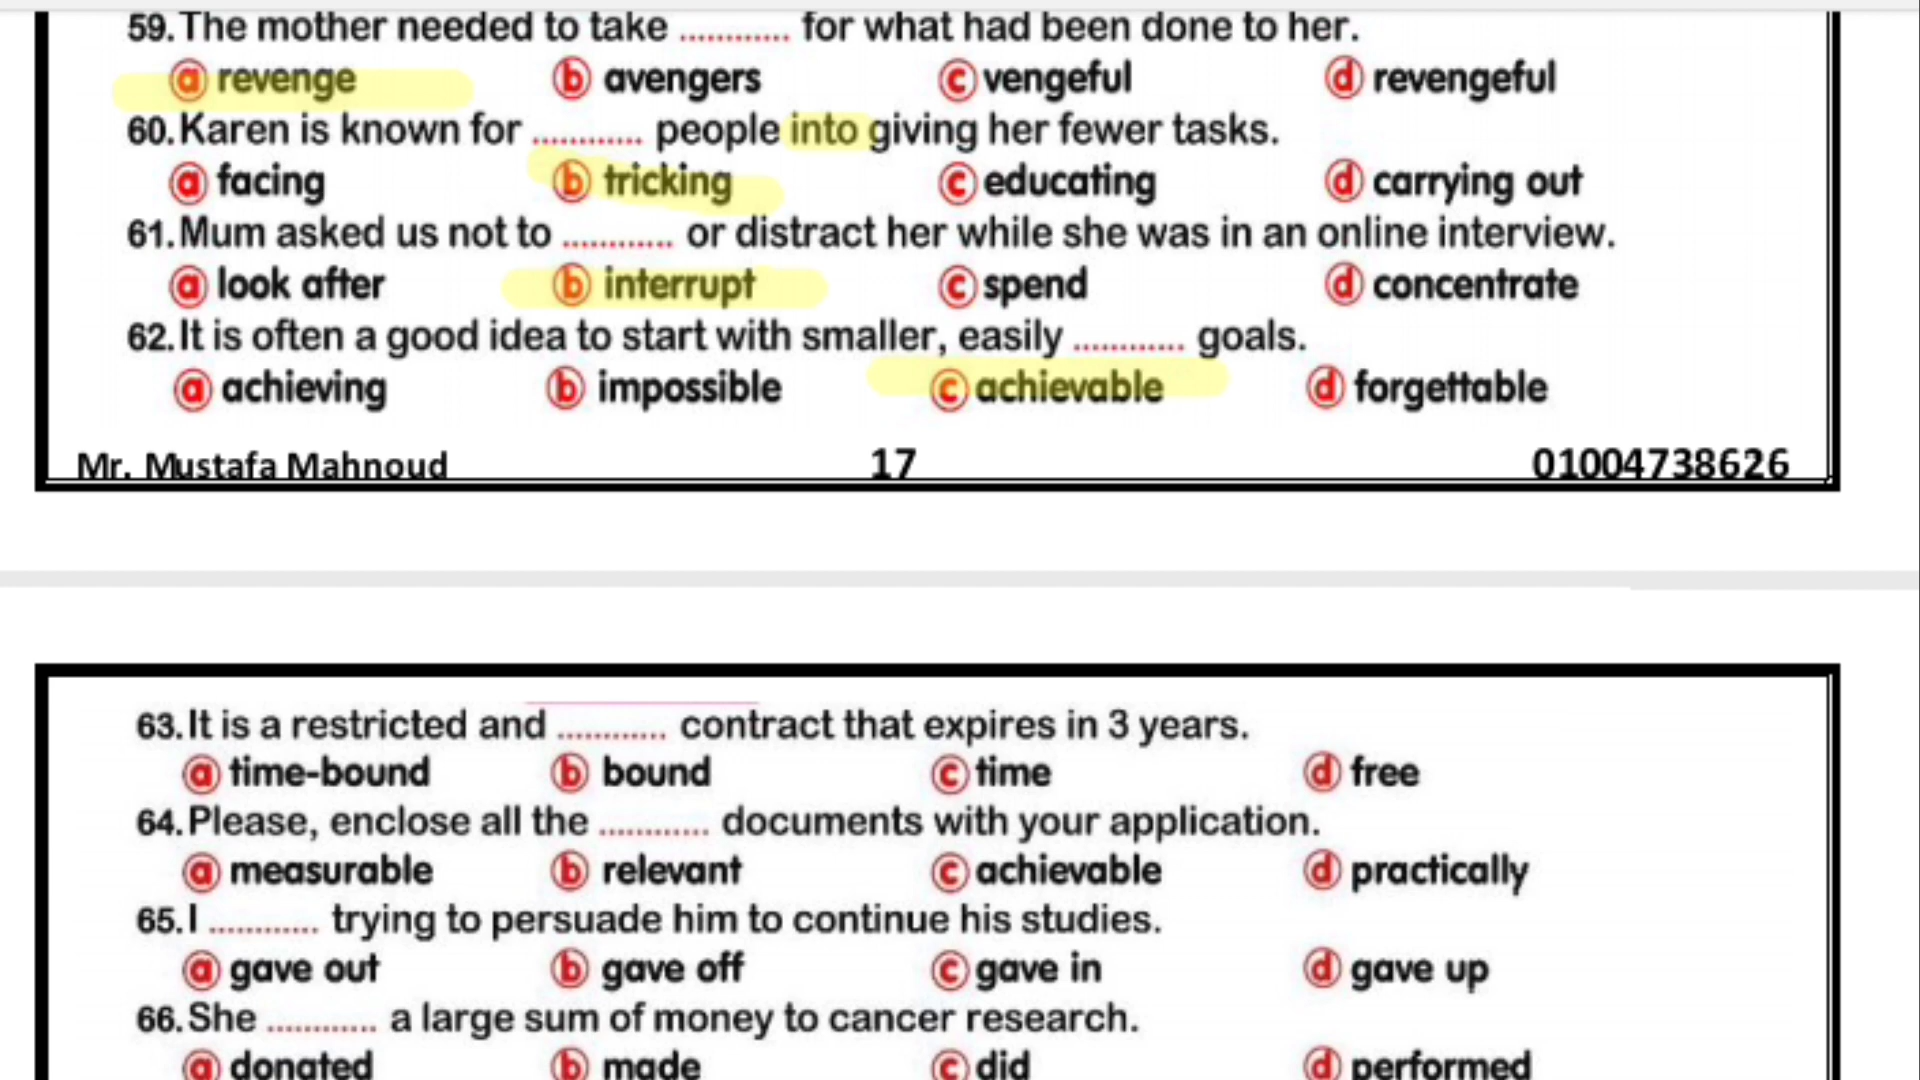 59. The mother needed to take ............ for what had been done to her.
a revenge b avengers c vengeful d revengeful
60. Karen is known for ............ people into giving her fewer tasks.
a facing b tricking c educating d carrying out
61. Mum asked us not to ............ or distract her while she was in an online interview.
a look after b interrupt c spend d concentrate
62. It is often a good idea to start with smaller, easily ............ goals.
a achieving b impossible c achievable d forgettable
Mr. Mustafa Mahnoud 17 01004738626
63. It is a restricted and ............ contract that expires in 3 years.
a time-bound b bound c time d free
64. Please, enclose all the ............ documents with your application.
a measurable b relevant c achievable d practically
65. I ............ trying to persuade him to continue his studies.
a gave out b gave off c gave in d gave up
66. She ............ a large sum of money to cancer research.
a donated b made c did d performed